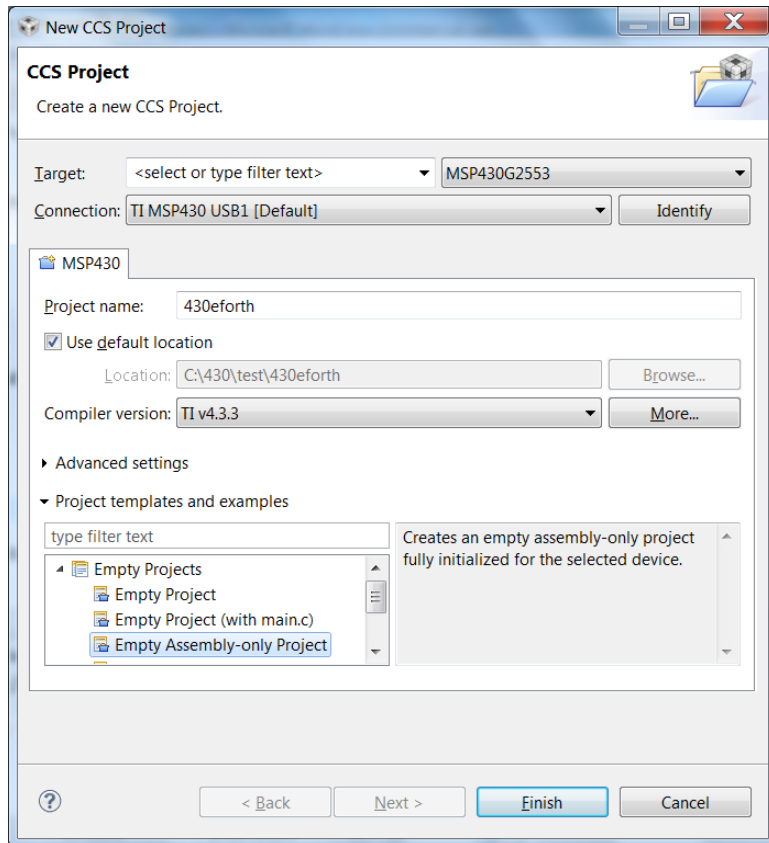 New CCS Project
CCS Project
Create a new CCS Project.
Target: <select or type filter text> MSP430G2553
Connection: TI MSP430 USB1 [Default] Identify
MSP430
Project name: 430eforth
Use default location
Location: C:\430\test\430eforth Browse...
Compiler version: TI v4.3.3 More...
Advanced settings
Project templates and examples
type filter text
Empty Projects
Empty Project
Empty Project (with main.c)
Empty Assembly-only Project
Creates an empty assembly-only project
fully initialized for the selected device.
? < Back Next > Finish Cancel